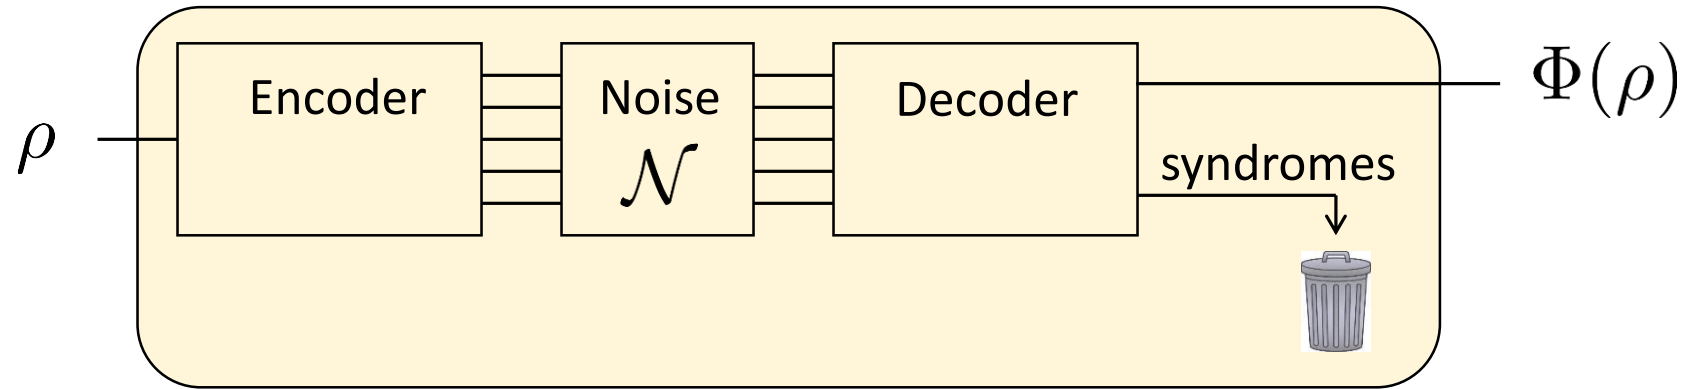 Encoder
Noise
Decoder
Φ(ρ)
ρ
𝒩
syndromes